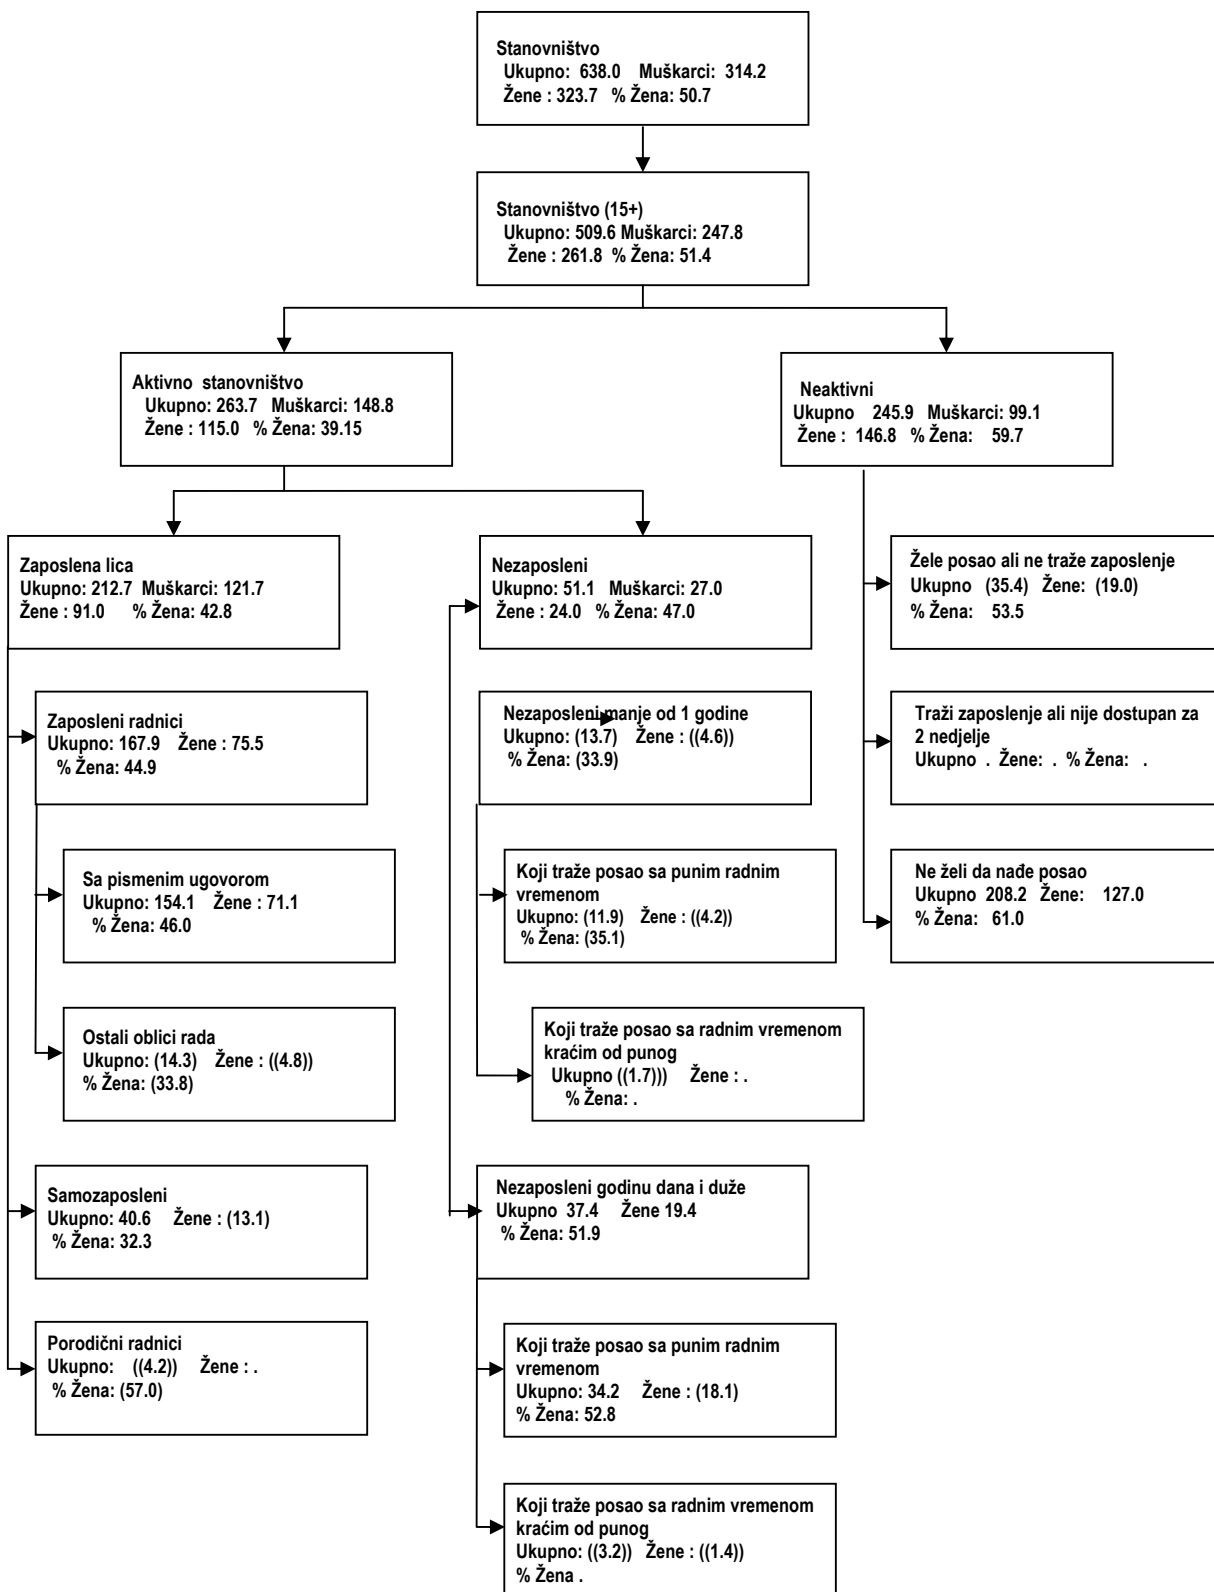 Stanovništvo
Ukupno: 638.0 Muškarci: 314.2
Žene : 323.7 % Žena: 50.7
Stanovništvo (15+)
Ukupno: 509.6 Muškarci: 247.8
Žene : 261.8 % Žena: 51.4
Aktivno stanovništvo
Ukupno: 263.7 Muškarci: 148.8
Žene : 115.0 % Žena: 39.15
Neaktivni
Ukupno 245.9 Muškarci: 99.1
Žene : 146.8 % Žena: 59.7
Zaposlena lica
Ukupno: 212.7 Muškarci: 121.7
Žene : 91.0 % Žena: 42.8
Zaposleni radnici
Ukupno: 167.9 Žene : 75.5
% Žena: 44.9
Sa pismenim ugovorom
Ukupno: 154.1 Žene : 71.1
% Žena: 46.0
Ostali oblici rada
Ukupno: (14.3) Žene : ((4.8))
% Žena: (33.8)
Samozaposleni
Ukupno: 40.6 Žene : (13.1)
% Žena: 32.3
Porodični radnici
Ukupno: ((4.2)) Žene : .
% Žena: (57.0)
Nezaposleni
Ukupno: 51.1 Muškarci: 27.0
Žene : 24.0 % Žena: 47.0
Nezaposleni manje od 1 godine
Ukupno: (13.7) Žene : ((4.6))
% Žena: (33.9)
Koji traže posao sa punim radnim
vremenom
Ukupno: (11.9) Žene : ((4.2))
% Žena: (35.1)
Koji traže posao sa radnim vremenom
kraćim od punog
Ukupno ((1.7))) Žene : .
% Žena: .
Nezaposleni godinu dana i duže
Ukupno 37.4 Žene 19.4
% Žena: 51.9
Koji traže posao sa punim radnim
vremenom
Ukupno: 34.2 Žene : (18.1)
% Žena: 52.8
Koji traže posao sa radnim vremenom
kraćim od punog
Ukupno: ((3.2)) Žene : ((1.4))
% Žena .
Žele posao ali ne traže zaposlenje
Ukupno (35.4) Žene: (19.0)
% Žena: 53.5
Traži zaposlenje ali nije dostupan za
2 nedjelje
Ukupno . Žene: . % Žena: .
Ne želi da nađe posao
Ukupno 208.2 Žene: 127.0
% Žena: 61.0